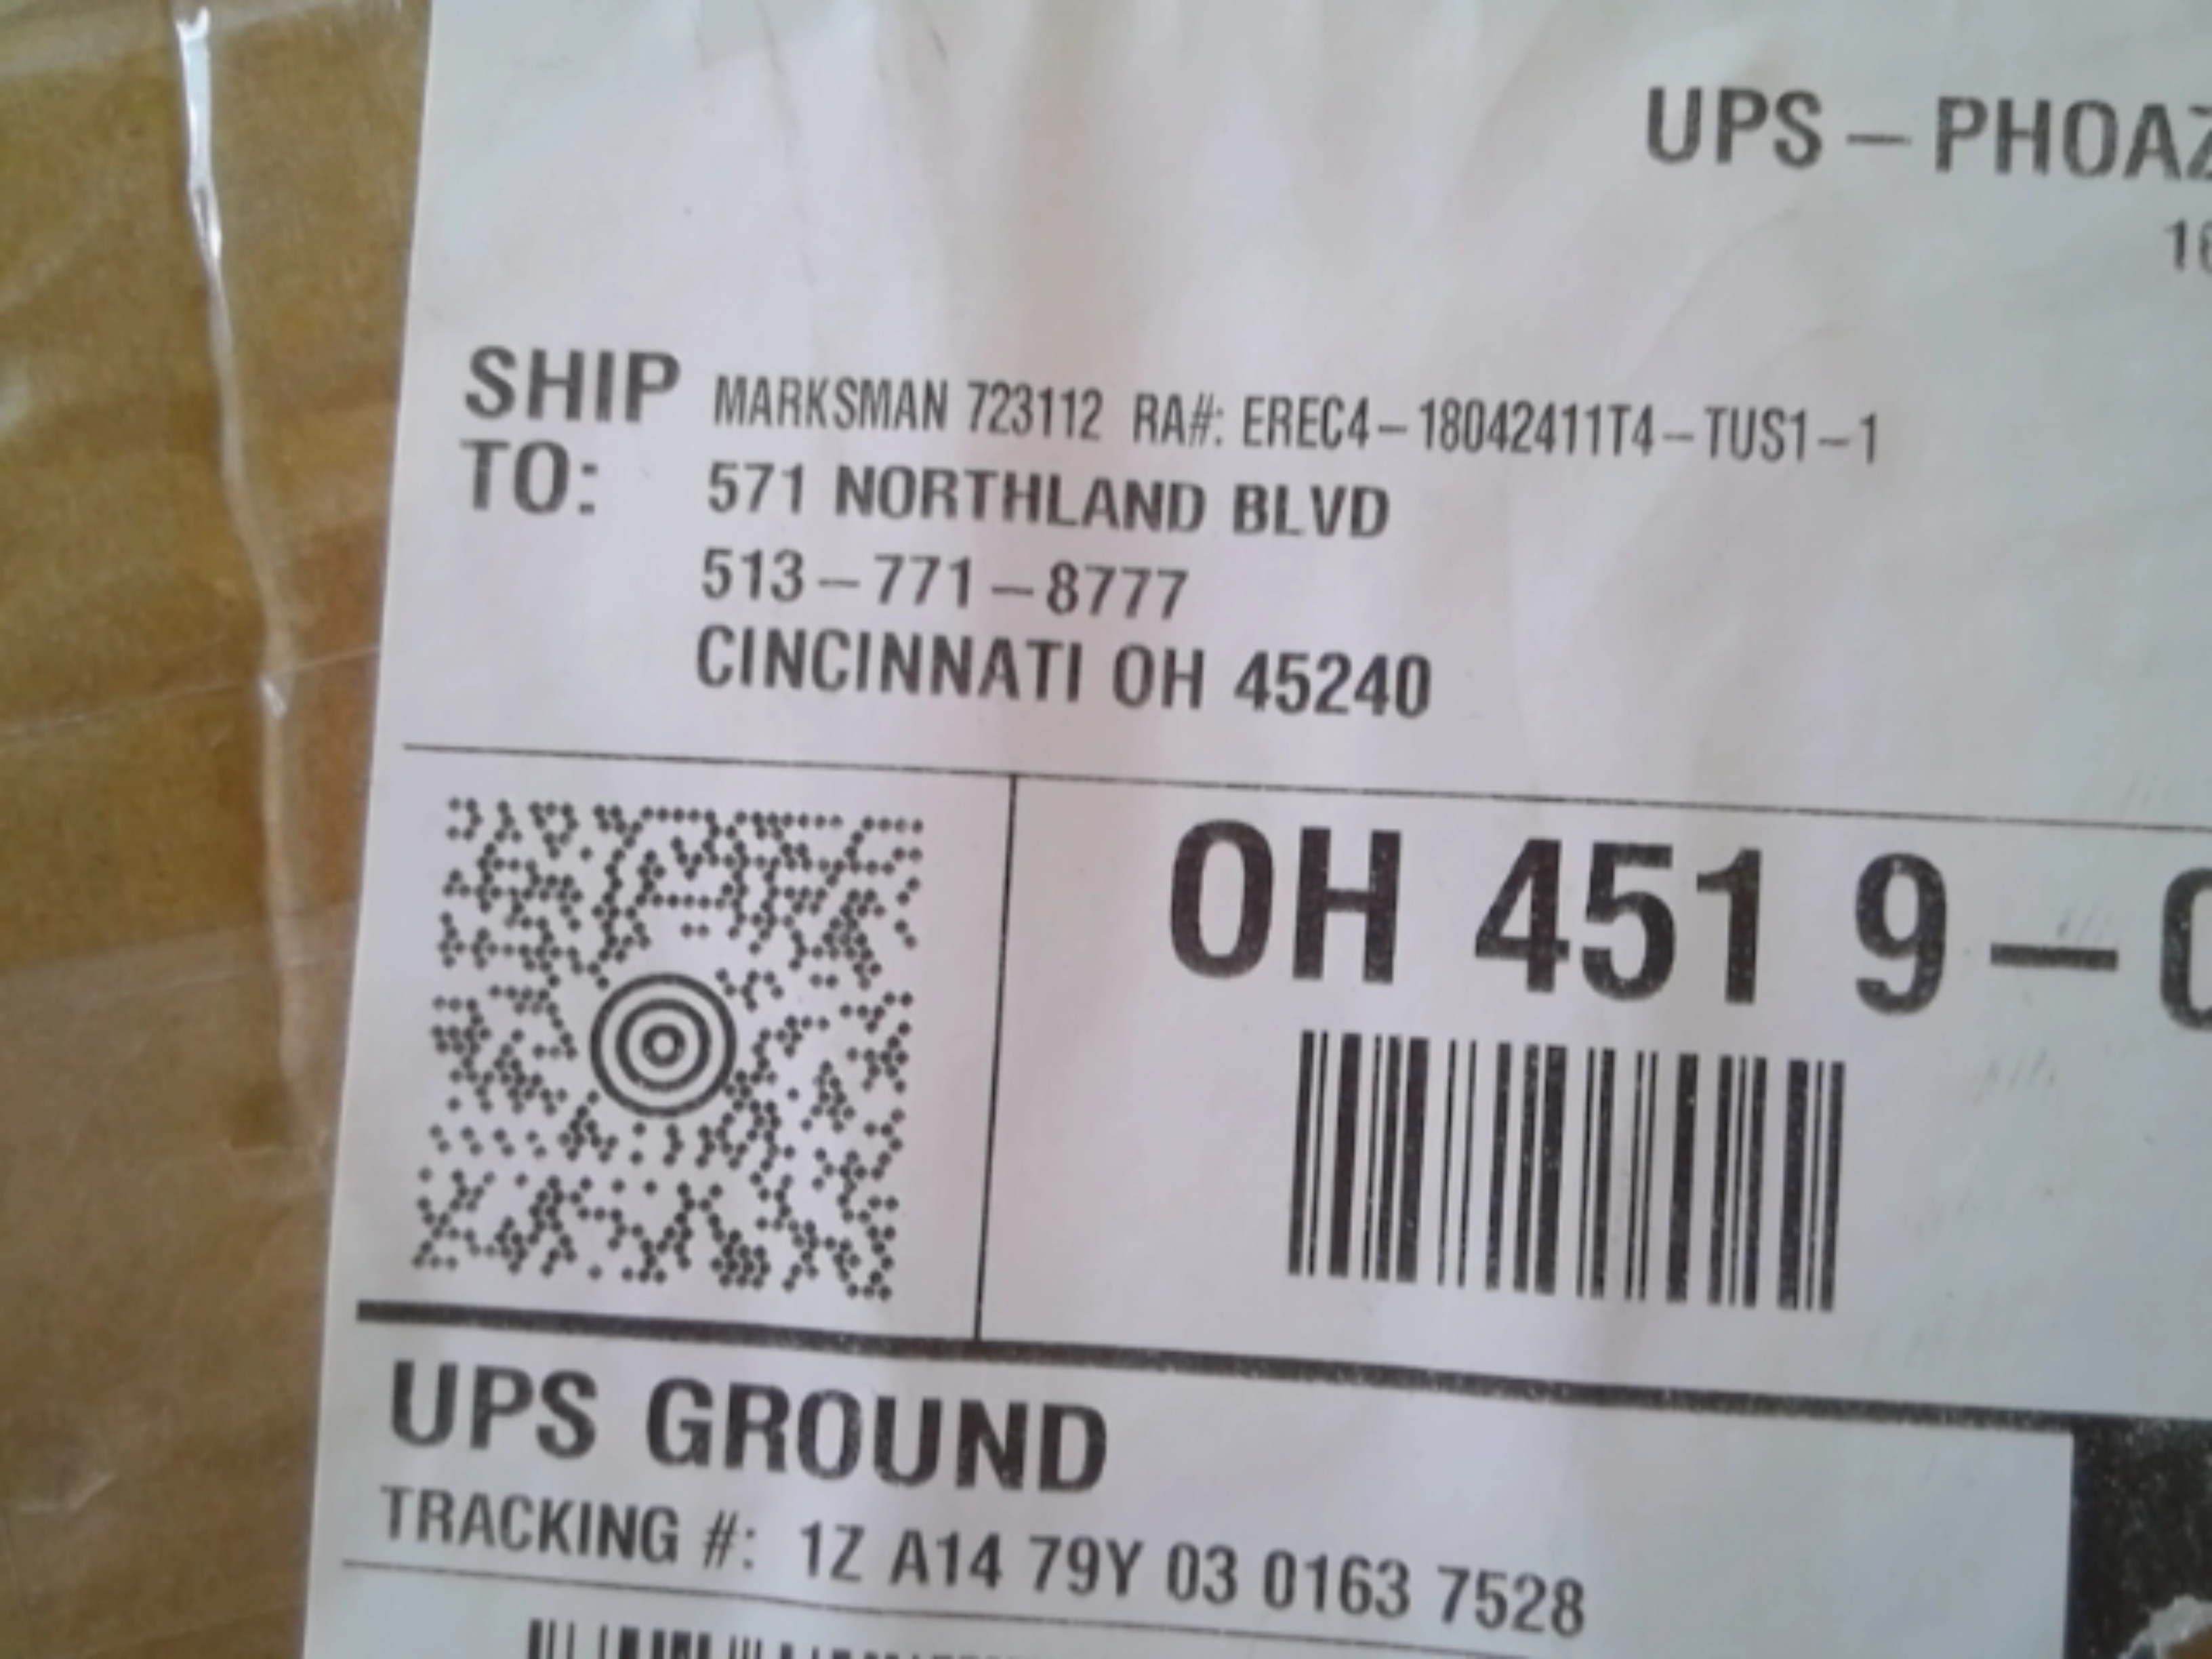 UPS – PHOAZ
SHIP TO:
MARKSMAN 723112 RA#: EREC4–18042411T4–TUS1–1
571 NORTHLAND BLVD
513–771–8777
CINCINNATI OH 45240
OH 451 9–
UPS GROUND
TRACKING #: 1Z A14 79Y 03 0163 7528